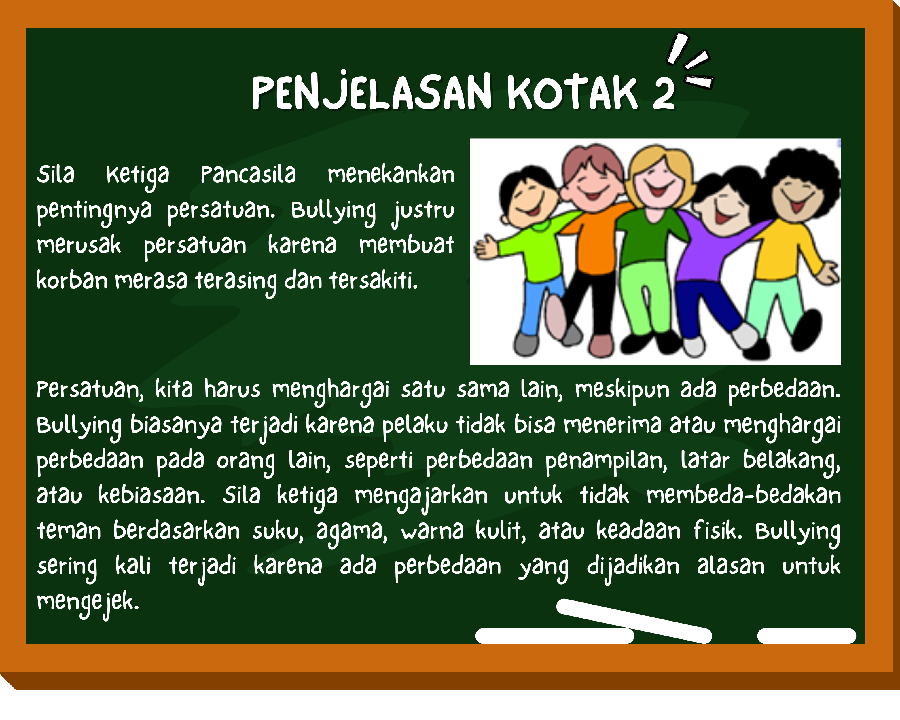 PENJELASAN KOTAK 2
Sila Ketiga Pancasila menekankan
pentingnya persatuan. Bullying justru
merusak persatuan karena membuat
korban merasa terasing dan tersakiti.
Persatuan, kita harus menghargai satu sama lain, meskipun ada perbedaan.
Bullying biasanya terjadi karena pelaku tidak bisa menerima atau menghargai
perbedaan pada orang lain, seperti perbedaan penampilan, latar belakang,
atau kebiasaan. Sila ketiga mengajarkan untuk tidak membeda-bedakan
teman berdasarkan suku, agama, warna kulit, atau keadaan fisik. Bullying
sering kali terjadi karena ada perbedaan yang dijadikan alasan untuk
mengejek.